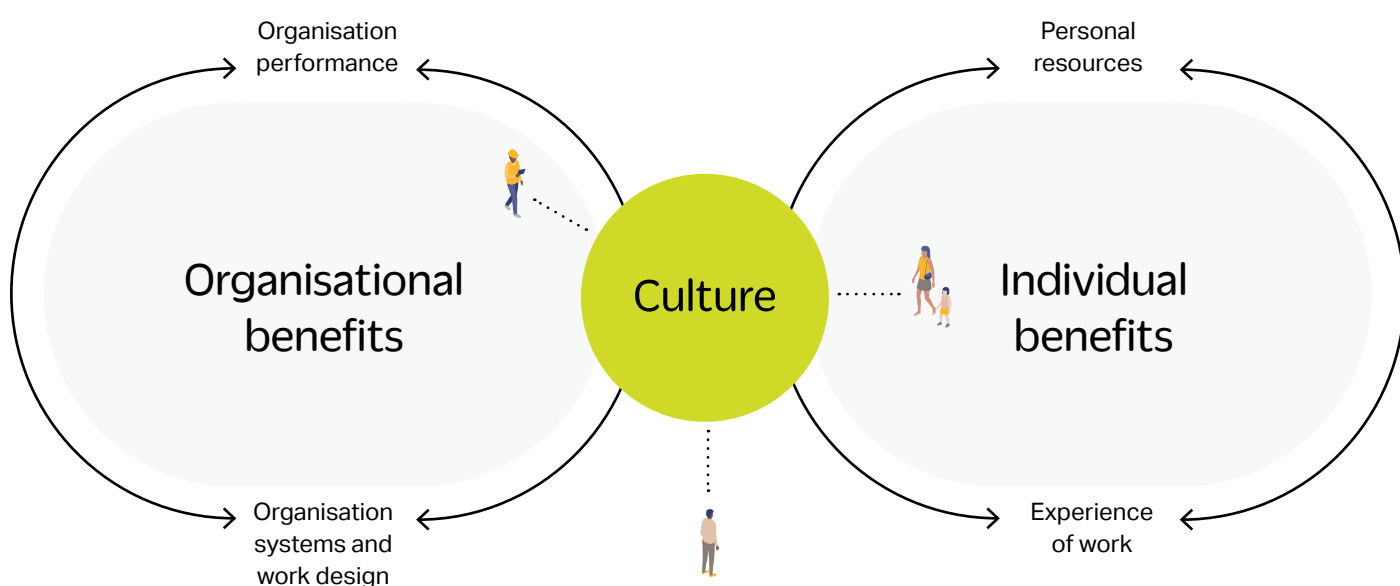 Organisation
performance
Personal
resources
Organisational
benefits
Culture
Individual
benefits
Organisation
systems and
work design
Experience
of work